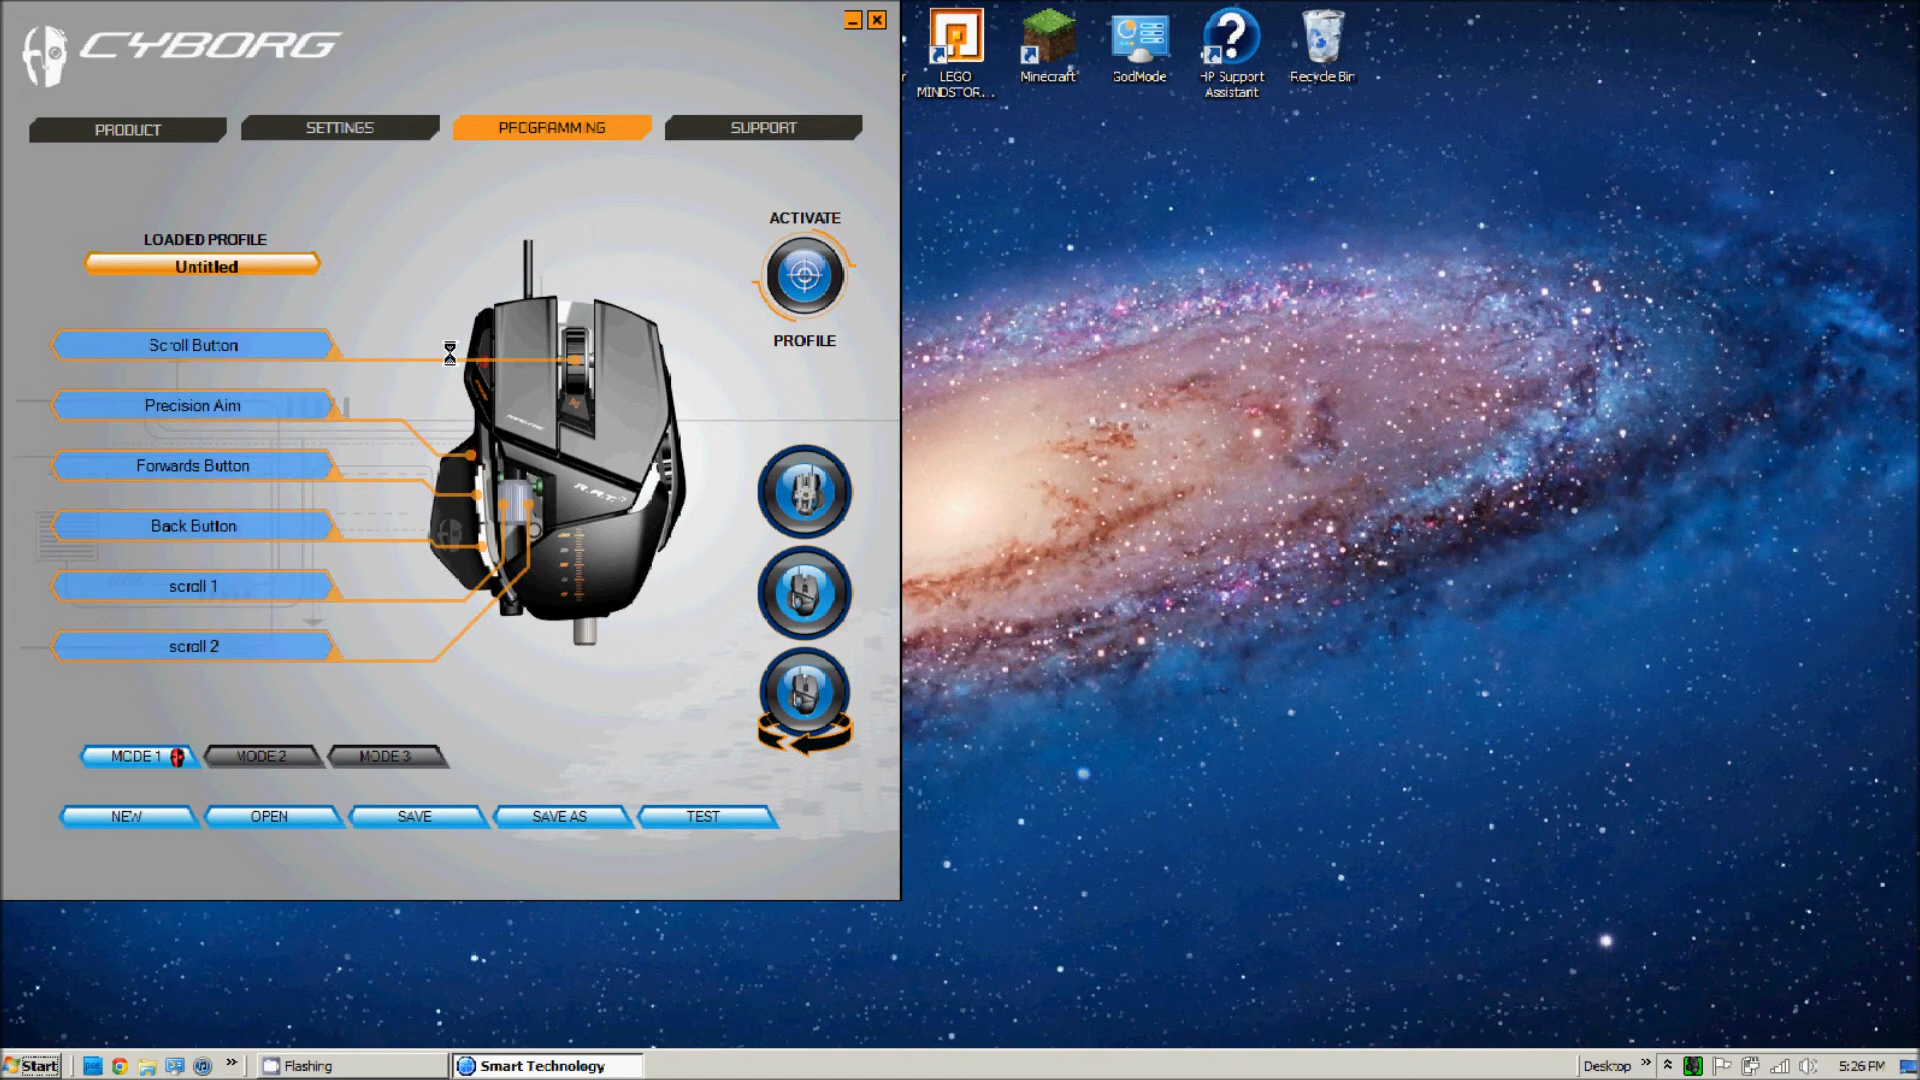 CYBORG
PRODUCT
SETTINGS
PROGRAMMING
SUPPORT
LOADED PROFILE
Untitled
ACTIVATE
PROFILE
Scroll Button
Precision Aim
Forwards Button
Back Button
scroll 1
scroll 2
R.A.T
MODE 1
MODE 2
MODE 3
NEW
OPEN
SAVE
SAVE AS
TEST
LEGO
MINDSTOR...
Minecraft
GodMode
HP Support
Assistant
Recycle Bin
Start
Flashing
Smart Technology
Desktop
5:26 PM